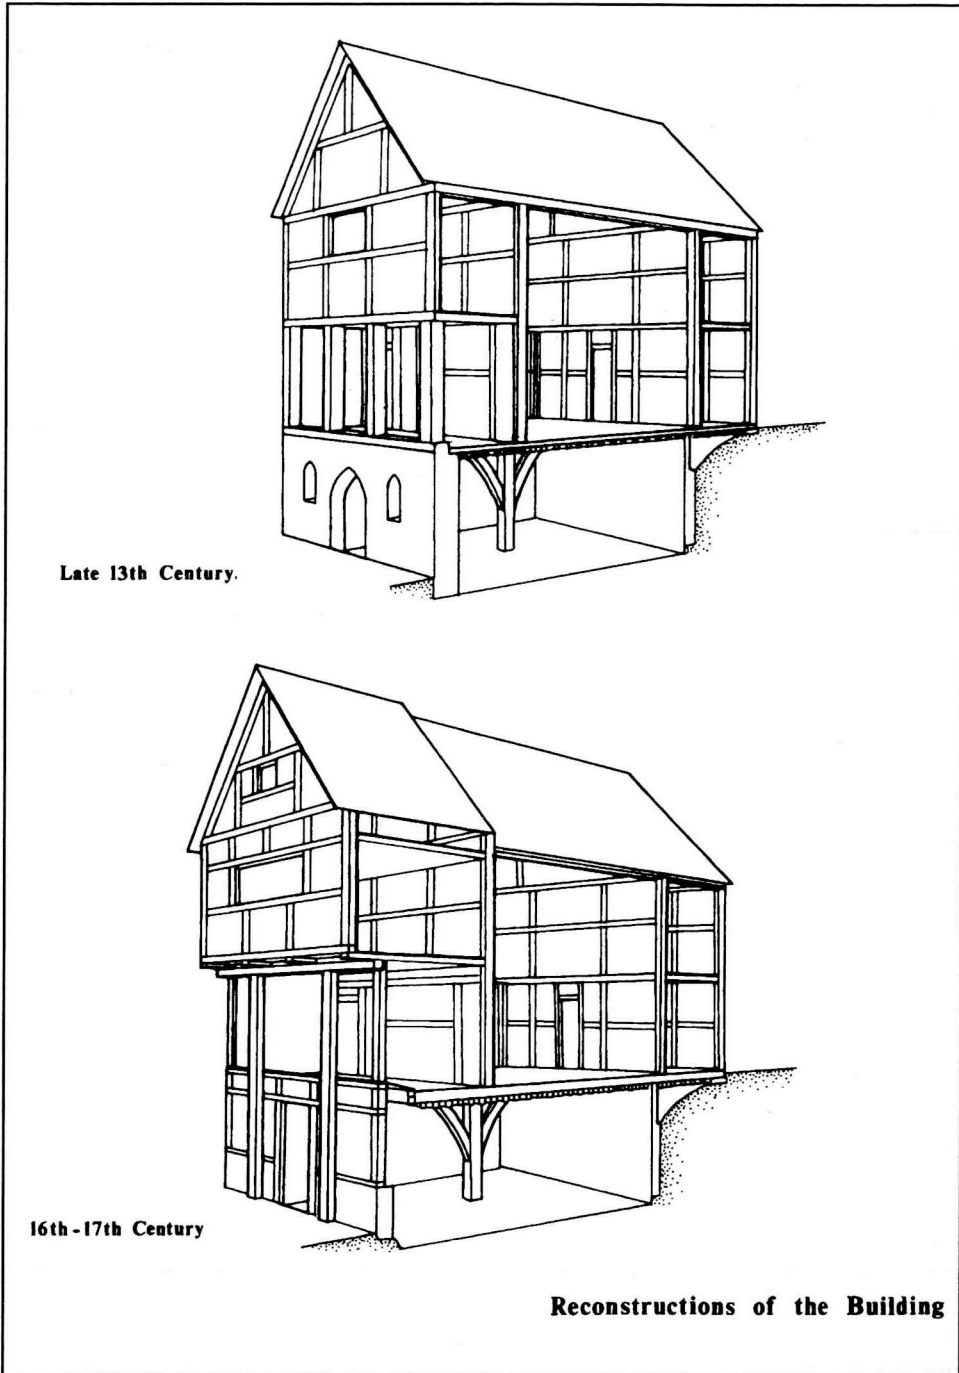 Late 13th Century.
16th-17th Century
Reconstructions of the Building